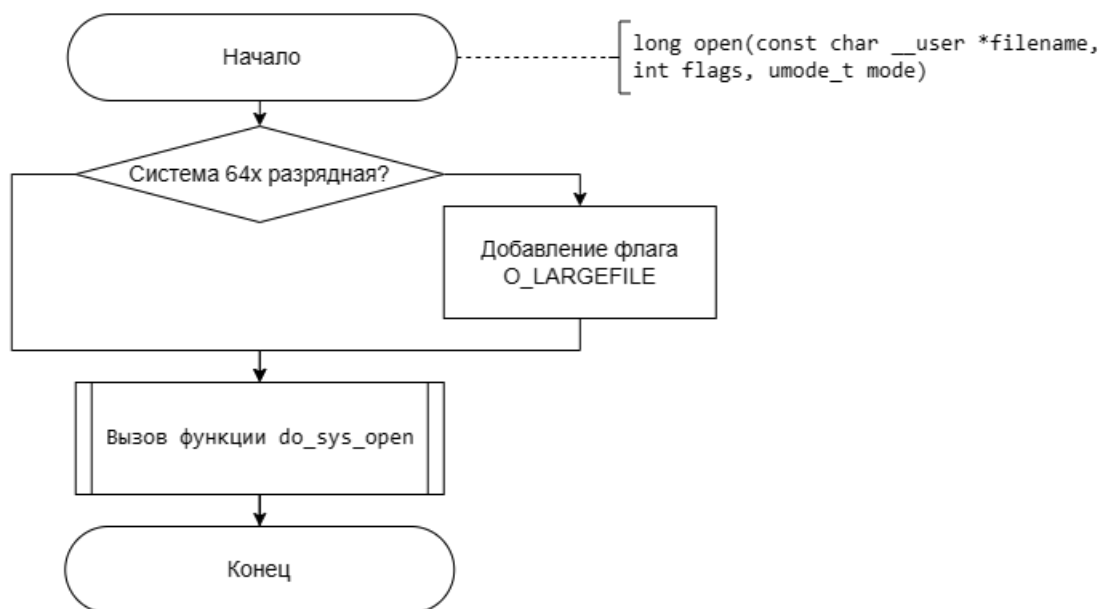 Начало
long open(const char __user *filename,
int flags, umode_t mode)
Система 64х разрядная?
Добавление флага
O_LARGEFILE
Вызов функции do_sys_open
Конец